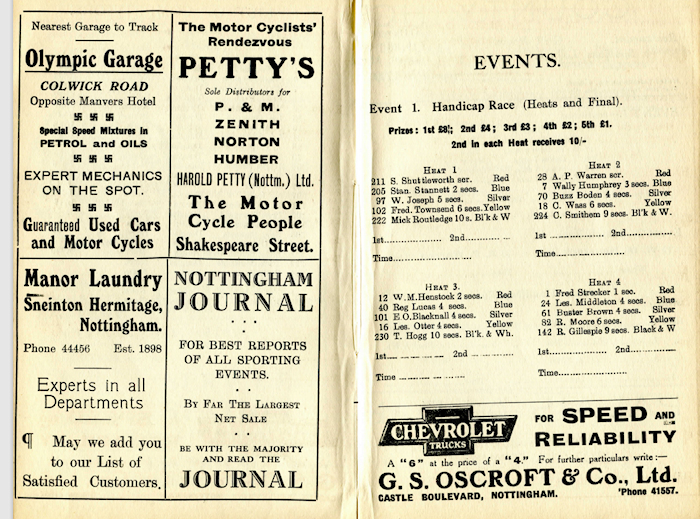 Nearest Garage to Track
Olympic Garage
COLWICK ROAD
Opposite Manvers Hotel
卐 卐 卐
Special Speed Mixtures in
PETROL and OILS
卐 卐 卐
EXPERT MECHANICS
ON THE SPOT.
卐 卐 卐
Guaranteed Used Cars
and Motor Cycles
The Motor Cyclists'
Rendezvous
PETTY'S
Sole Distributors for
P. & M.
ZENITH
NORTON
HUMBER
HAROLD PETTY (Nottm.) Ltd.
The Motor
Cycle People
Shakespeare Street.
Manor Laundry
Sneinton Hermitage,
Nottingham.
Phone 44456 Est. 1898
Experts in all
Departments
¶ May we add you
to our List of
Satisfied Customers.
NOTTINGHAM
JOURNAL
FOR BEST REPORTS
OF ALL SPORTING
EVENTS.
BY FAR THE LARGEST
NET SALE
BE WITH THE MAJORITY
AND READ THE
JOURNAL
EVENTS.
Event 1. Handicap Race (Heats and Final).
Prizes: 1st £8; 2nd £4; 3rd £3; 4th £2; 5th £1.
2nd in each Heat receives 10/-
HEAT 1
211 S. Shuttleworth scr. Red
205 Stan. Stannett 2 secs. Blue
97 W. Joseph 5 secs. Silver
102 Fred. Townsend 6 secs. Yellow
222 Mick Routledge 10 s. Bl'k & W
1st.................. 2nd..................
Time..................
HEAT 2
28 A. P. Warren scr. Red
7 Wally Humphrey 3 secs. Blue
70 Buzz Boden 4 secs. Silver
18 C. Wass 6 secs. Yellow
224 C. Smithem 9 secs. Bl'k & W.
1st.................. 2nd..................
Time..................
HEAT 3.
12 W.M. Henstock 2 secs. Red
40 Reg Lucas 4 secs. Blue
101 E O. Blacknall 4 secs. Silver
16 Les. Otter 4 secs. Yellow
230 T. Hogg 10 secs. Bl'k & Wh.
1st.................. 2nd..................
Time..................
HEAT 4
1 Fred Strecker 1 sec. Red
24 Les. Middleton 4 secs. Blue
61 Buster Brown 4 secs. Silver
82 R. Moore 6 secs. Yellow
142 R. Gillespie 9 secs. Black & W
1st.................. 2nd..................
Time..................
CHEVROLET
TRUCKS
FOR SPEED AND
RELIABILITY
A "6" at the price of a "4." For further particulars write:—
G. S. OSCROFT & Co., Ltd.
CASTLE BOULEVARD, NOTTINGHAM. 'Phone 41557.